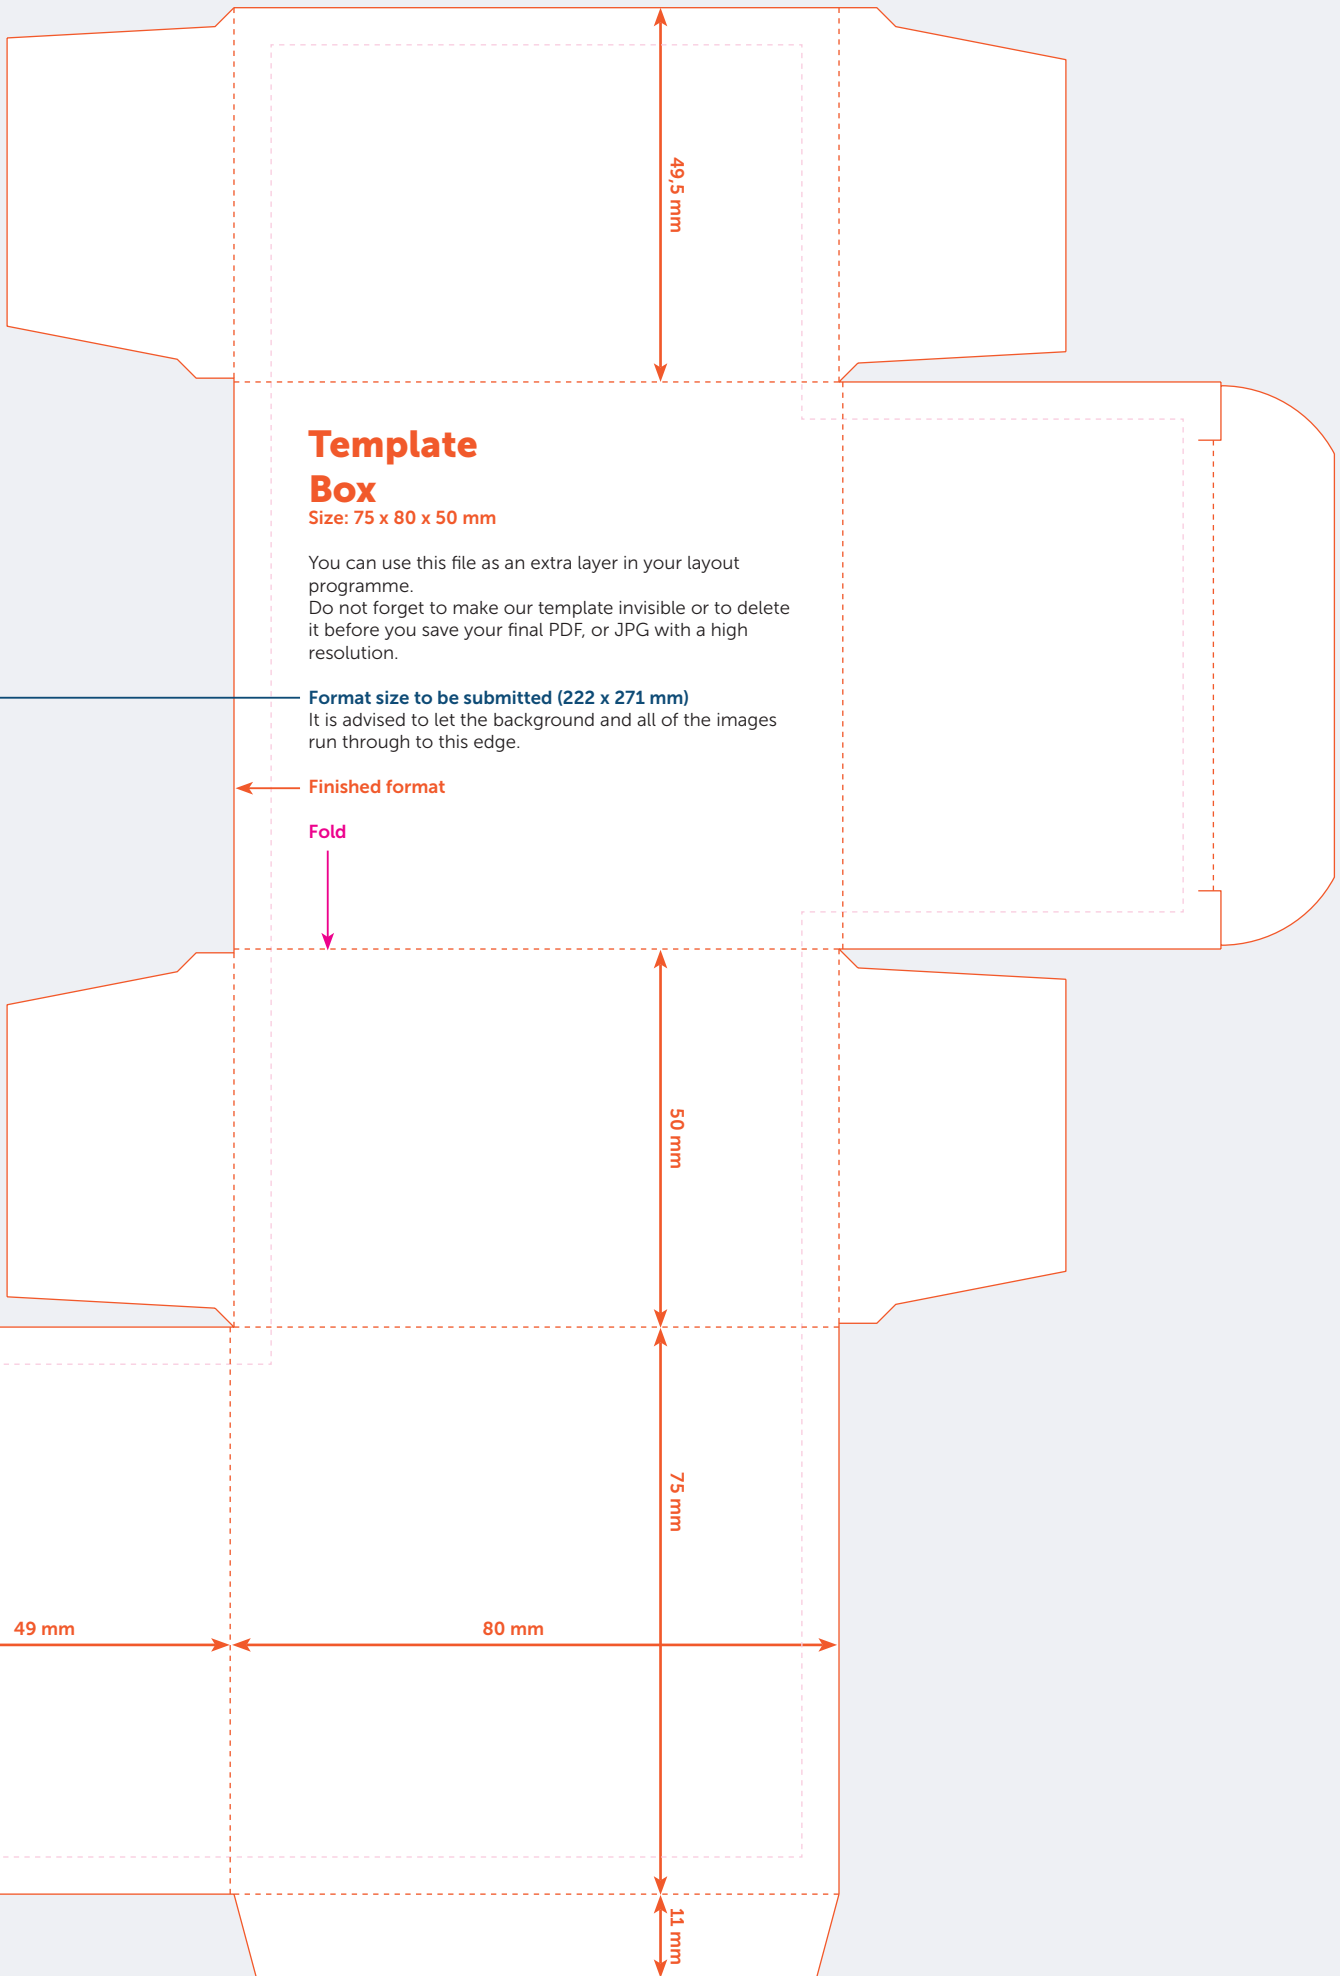 49,5 mm
Template
Box
Size: 75 x 80 x 50 mm
You can use this file as an extra layer in your layout
programme.
Do not forget to make our template invisible or to delete
it before you save your final PDF, or JPG with a high
resolution.
Format size to be submitted (222 x 271 mm)
It is advised to let the background and all of the images
run through to this edge.
Finished format
Fold
50 mm
75 mm
49 mm
80 mm
11 mm